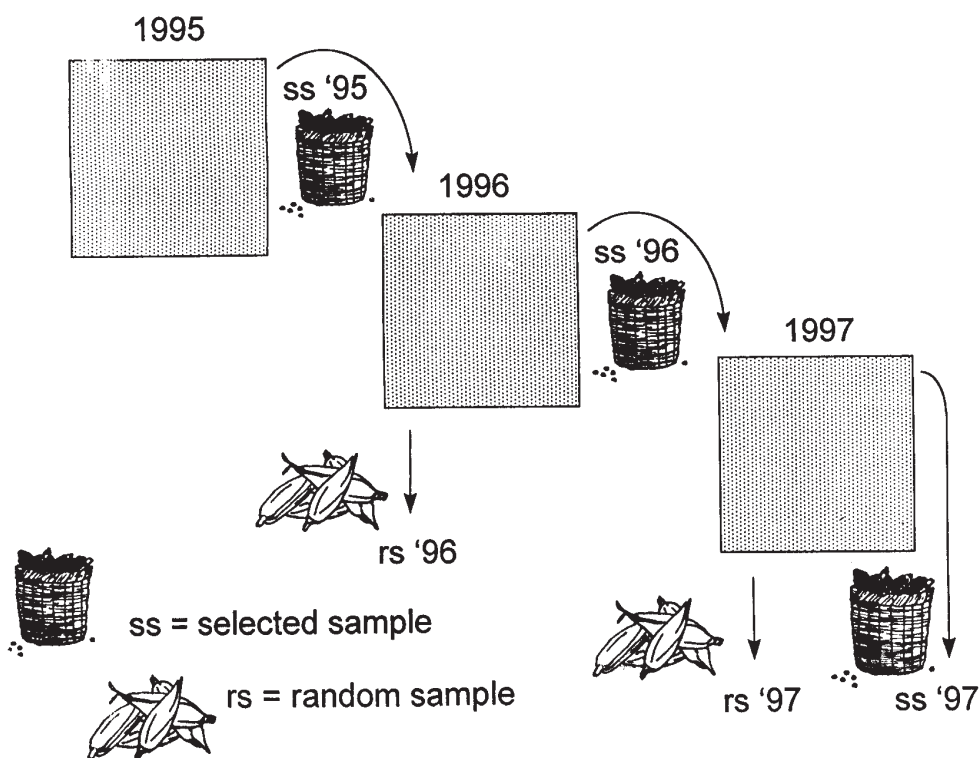 1995
ss ‘95
1996
ss ‘96
1997
rs ‘96
ss = selected sample
rs = random sample
rs ‘97
ss ‘97